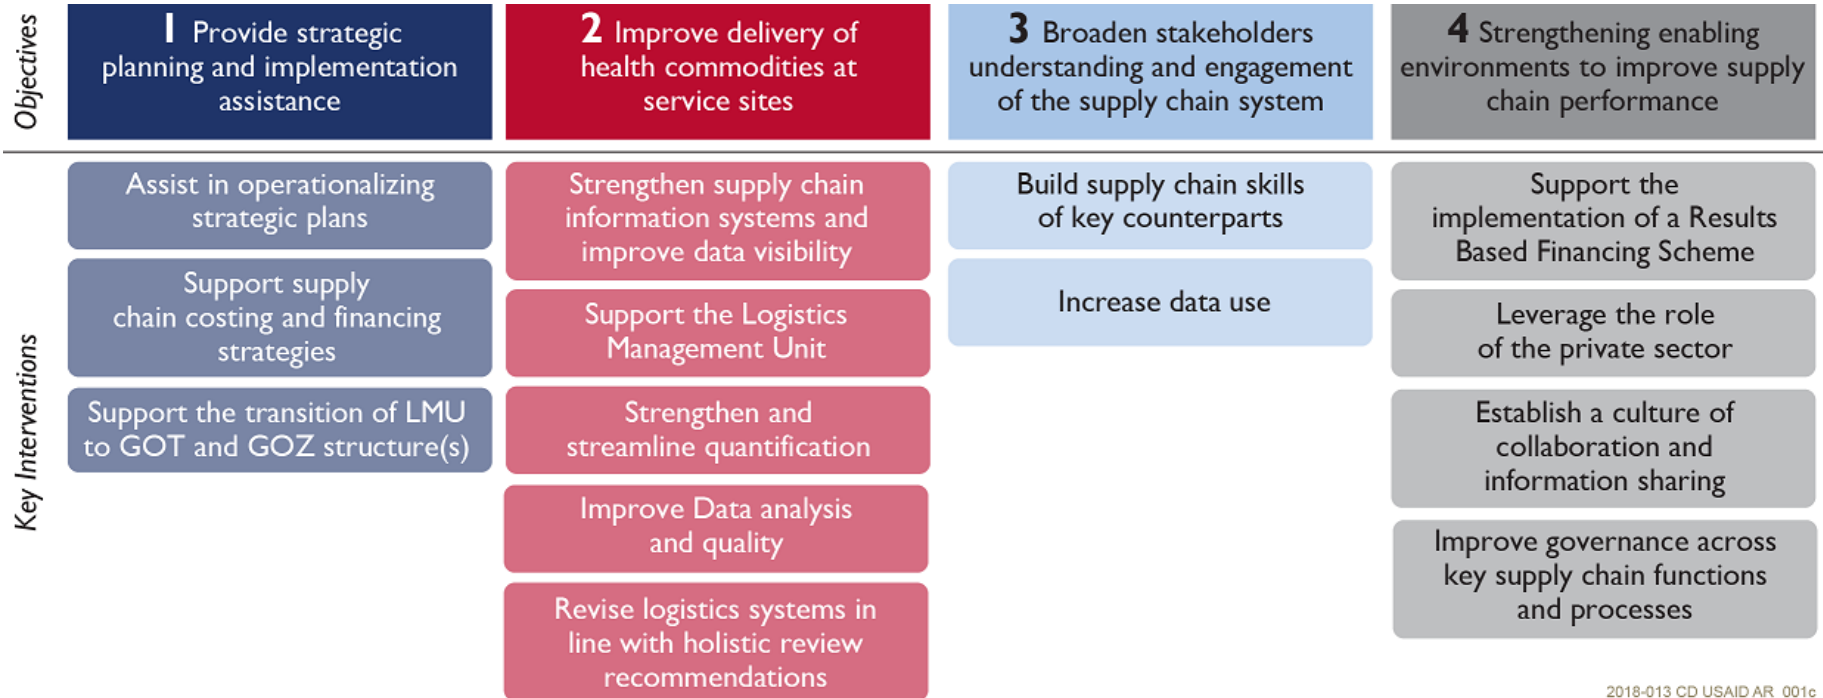 Objectives
1 Provide strategic
planning and implementation
assistance
2 Improve delivery of
health commodities at
service sites
3 Broaden stakeholders
understanding and engagement
of the supply chain system
4 Strengthening enabling
environments to improve supply
chain performance
Key Interventions
Assist in operationalizing
strategic plans
Support supply
chain costing and financing
strategies
Support the transition of LMU
to GOT and GOZ structure(s)
Strengthen supply chain
information systems and
improve data visibility
Support the Logistics
Management Unit
Strengthen and
streamline quantification
Improve Data analysis
and quality
Revise logistics systems in
line with holistic review
recommendations
Build supply chain skills
of key counterparts
Increase data use
Support the
implementation of a Results
Based Financing Scheme
Leverage the role
of the private sector
Establish a culture of
collaboration and
information sharing
Improve governance across
key supply chain functions
and processes
2018-013 CD USAID AR_001c